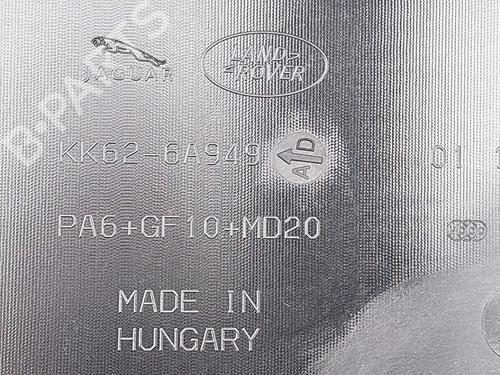 JAGUAR
LAND-
-ROVER
KK62-6A949
01
PA6+GF10+MD20
MADE IN
HUNGARY
B-PARTS